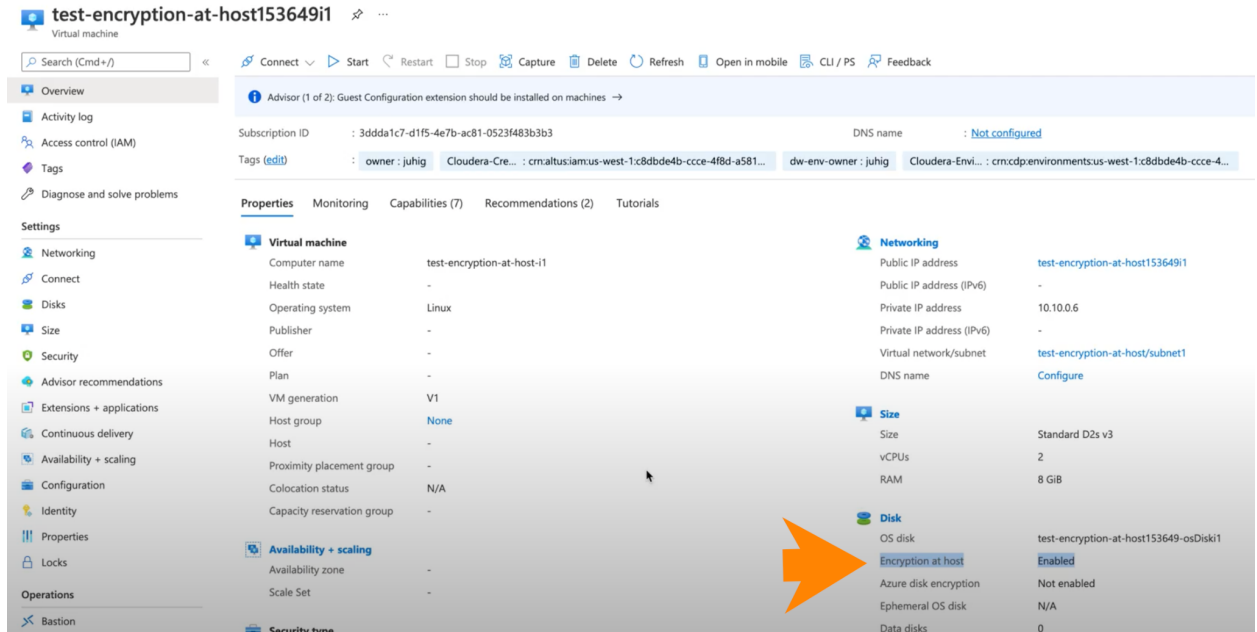 test-encryption-at-host153649i1 ...
Virtual machine
Search (Cmd+/) «
Connect Start Restart Stop Capture Delete Refresh Open in mobile CLI / PS Feedback
Overview
Activity log
Access control (IAM)
Tags
Diagnose and solve problems
Settings
Networking
Connect
Disks
Size
Security
Advisor recommendations
Extensions + applications
Continuous delivery
Availability + scaling
Configuration
Identity
Properties
Locks
Operations
Bastion
Advisor (1 of 2): Guest Configuration extension should be installed on machines →
Subscription ID : 3ddda1c7-d1f5-4e7b-ac81-0523f483b3b3 DNS name : Not configured
Tags (edit) : owner : juhig Cloudera-Cre... : crn:altus:iam:us-west-1:c8dbde4b-ccce-4f8d-a581... dw-env-owner : juhig Cloudera-Envi... : crn:cdp:environments:us-west-1:c8dbde4b-ccce-4...
Properties Monitoring Capabilities (7) Recommendations (2) Tutorials
Virtual machine
Computer name test-encryption-at-host-i1
Health state -
Operating system Linux
Publisher -
Offer -
Plan -
VM generation V1
Host group None
Host -
Proximity placement group -
Colocation status N/A
Capacity reservation group -
Availability + scaling
Availability zone -
Scale Set -
Security type
Networking
Public IP address test-encryption-at-host153649i1
Public IP address (IPv6) -
Private IP address 10.10.0.6
Private IP address (IPv6) -
Virtual network/subnet test-encryption-at-host/subnet1
DNS name Configure
Size
Size Standard D2s v3
vCPUs 2
RAM 8 GiB
Disk
OS disk test-encryption-at-host153649-osDiski1
Encryption at host Enabled
Azure disk encryption Not enabled
Ephemeral OS disk N/A
Data disks 0